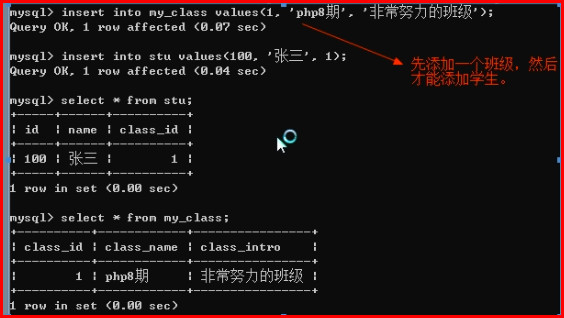 mysql> insert into my_class values(1, 'php8期', '非常努力的班级');
Query OK, 1 row affected (0.07 sec)
mysql> insert into stu values(100, '张三', 1);
Query OK, 1 row affected (0.04 sec)
先添加一个班级，然后
才能添加学生。
mysql> select * from stu;
+-----+------+----------+
| id | name | class_id |
+-----+------+----------+
| 100 | 张三 | 1 |
+-----+------+----------+
1 row in set (0.00 sec)
mysql> select * from my_class;
+----------+------------+----------------+
| class_id | class_name | class_intro |
+----------+------------+----------------+
| 1 | php8期 | 非常努力的班级 |
+----------+------------+----------------+
1 row in set (0.00 sec)